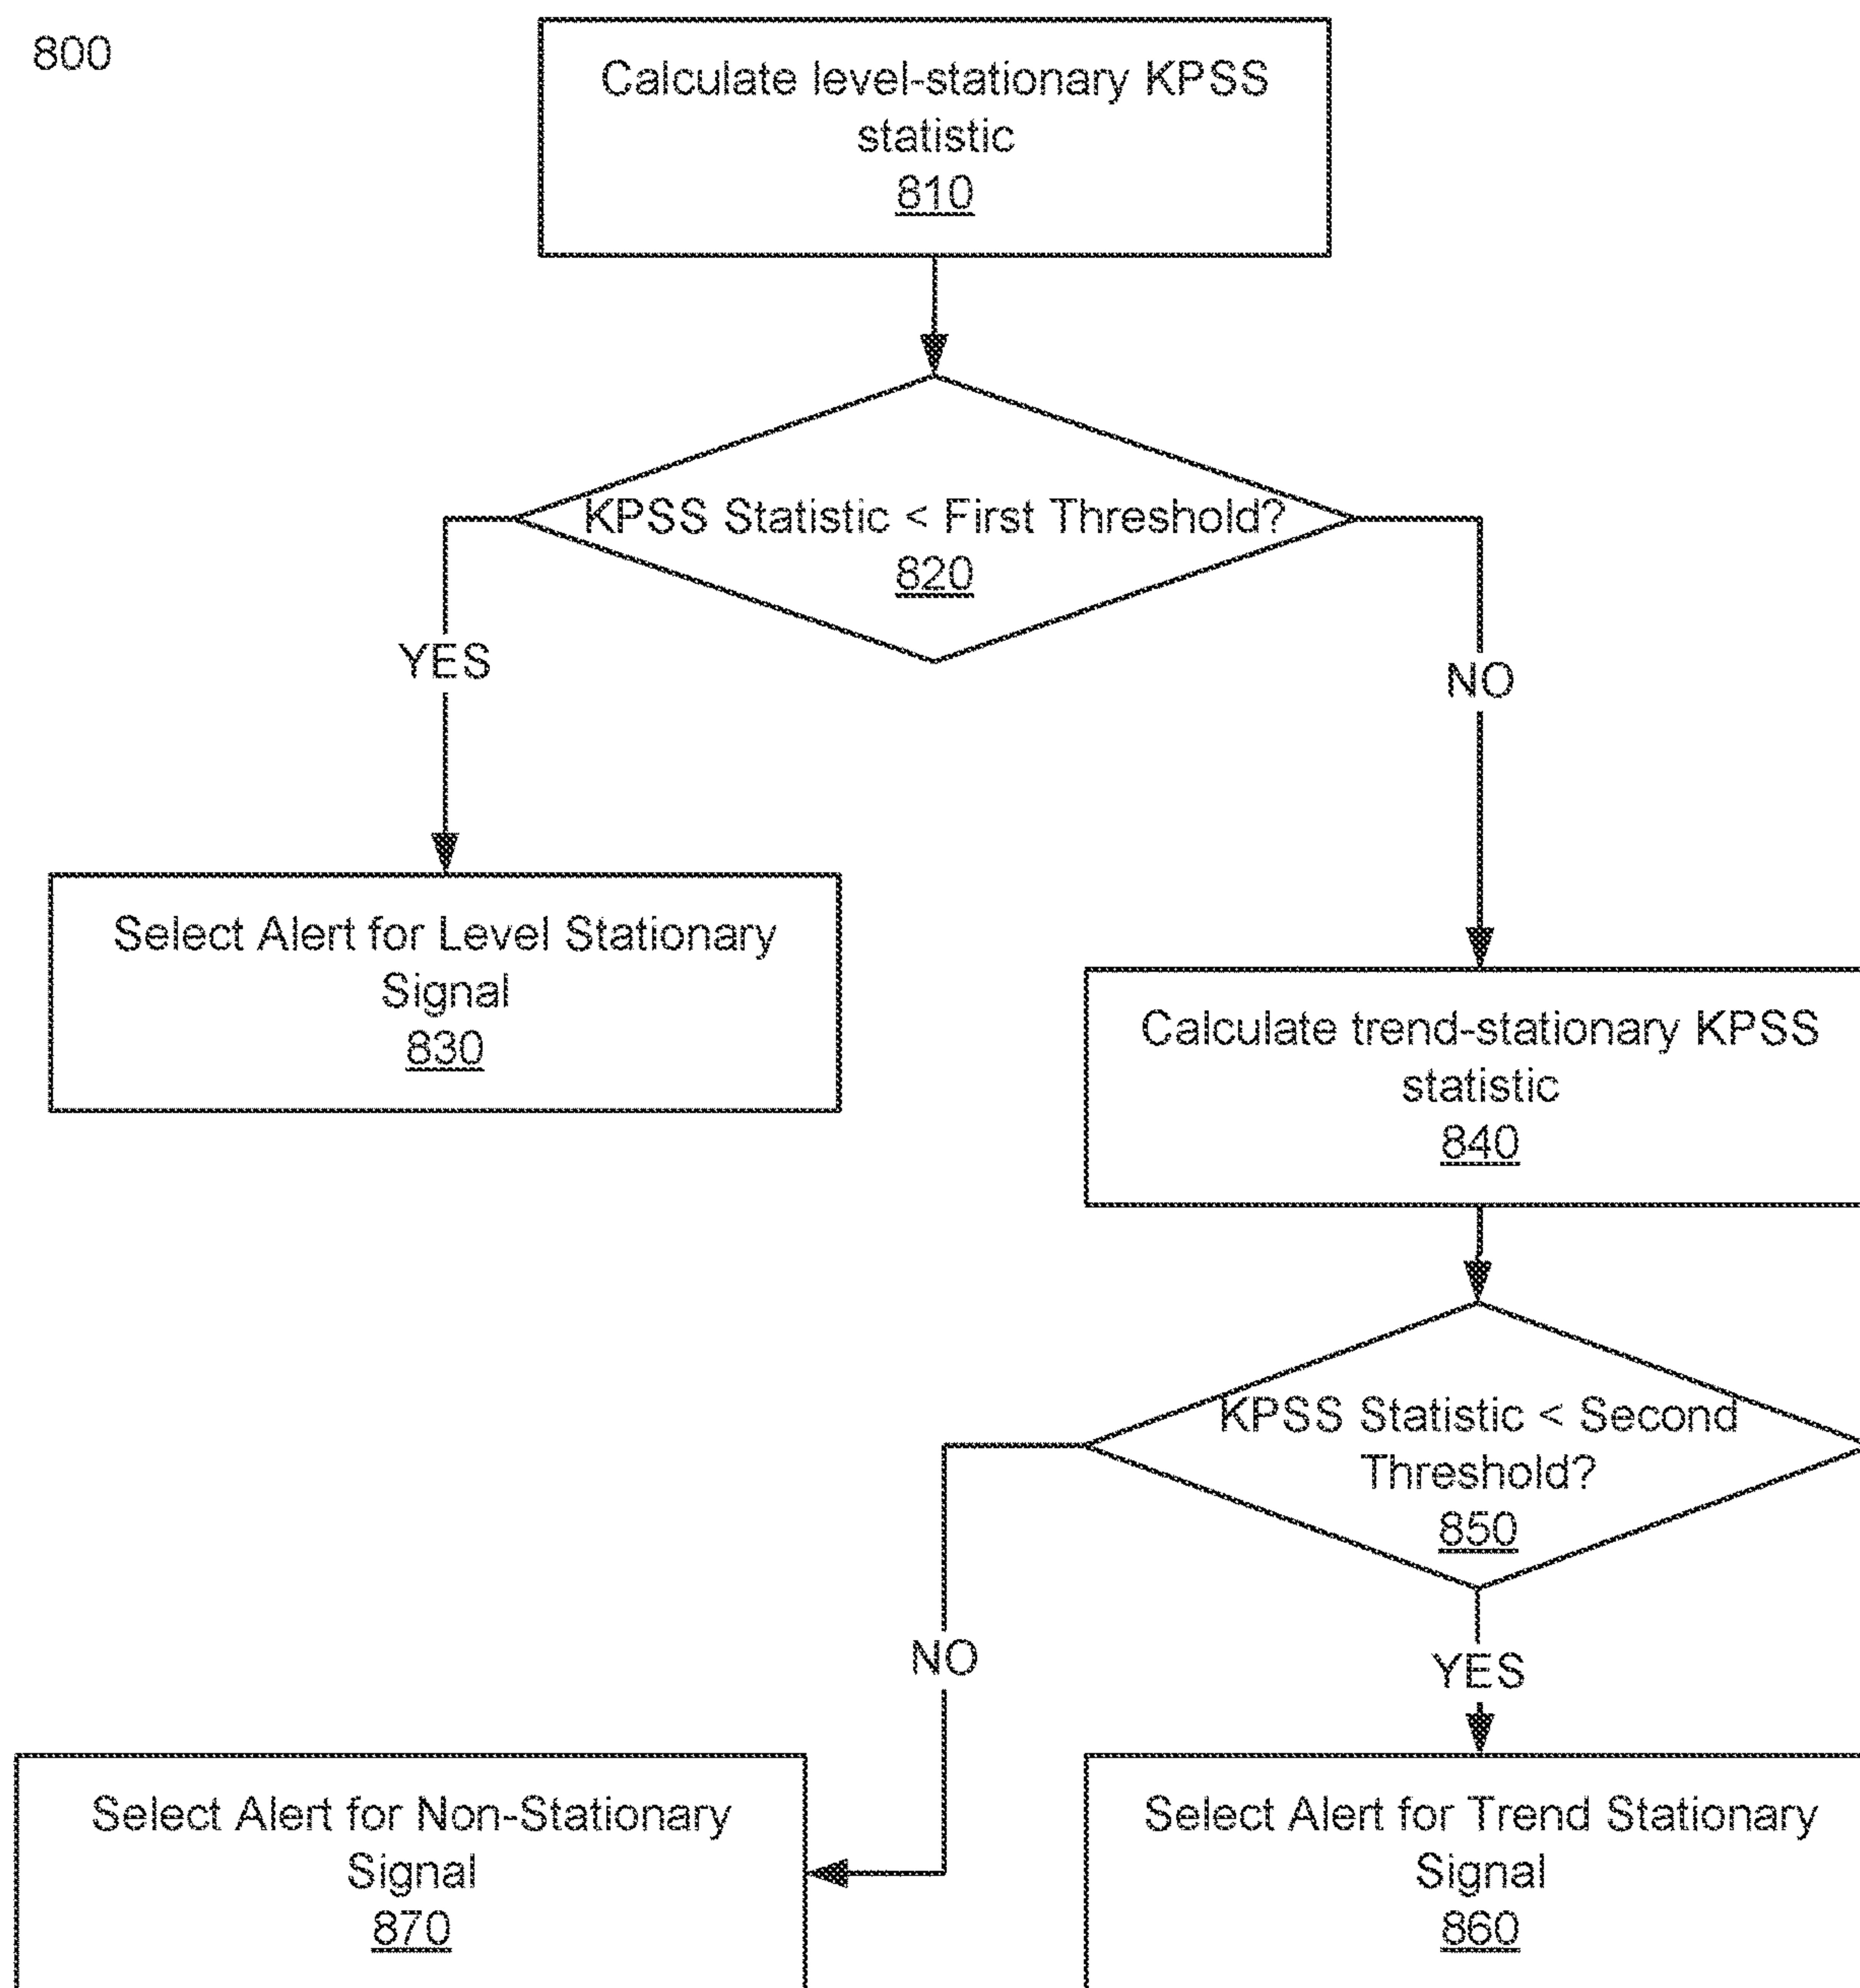 800
Calculate level-stationary KPSS
statistic
810
KPSS Statistic < First Threshold?
820
YES
NO
Select Alert for Level Stationary
Signal
830
Calculate trend-stationary KPSS
statistic
840
KPSS Statistic < Second
Threshold?
850
NO
YES
Select Alert for Non-Stationary
Signal
870
Select Alert for Trend Stationary
Signal
860